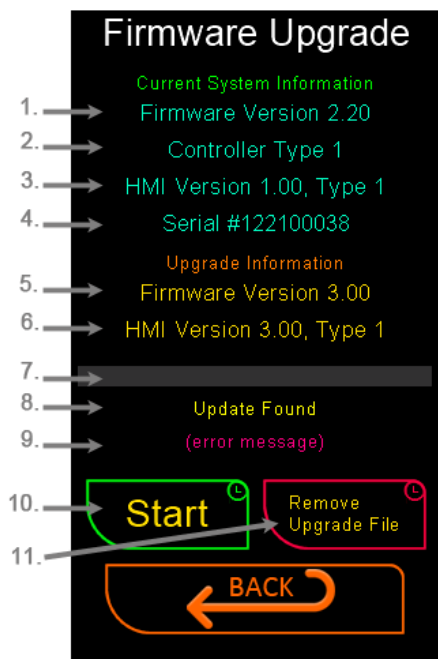 Firmware Upgrade
Current System Information
1. Firmware Version 2.20
2. Controller Type 1
3. HMI Version 1.00, Type 1
4. Serial #122100038
Upgrade Information
5. Firmware Version 3.00
6. HMI Version 3.00, Type 1
7.
8. Update Found
9. (error message)
10. Start
11. Remove
Upgrade File
BACK